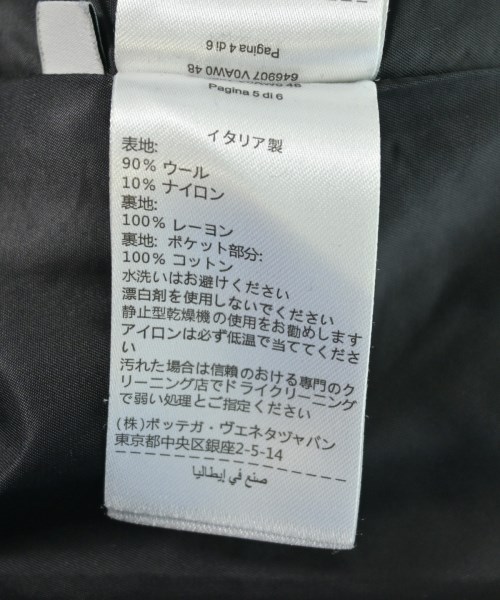 Pagina 4 di 6
646907 V0AW0 48
Pagina 5 di 6
イタリア製
表地:
90% ウール
10% ナイロン
裏地:
100% レーヨン
裏地: ポケット部分:
100% コットン
水洗いはお避けください
漂白剤を使用しないでください
静止型乾燥機の使用をお勧めします
アイロンは必ず低温で当ててくださ
い
汚れた場合は信頼のおける専門のク
リーニング店でドライクリーニング
で弱い処理とご指定ください
(株)ボッテガ・ヴェネタジャパン
東京都中央区銀座2-5-14
صنع في إيطاليا